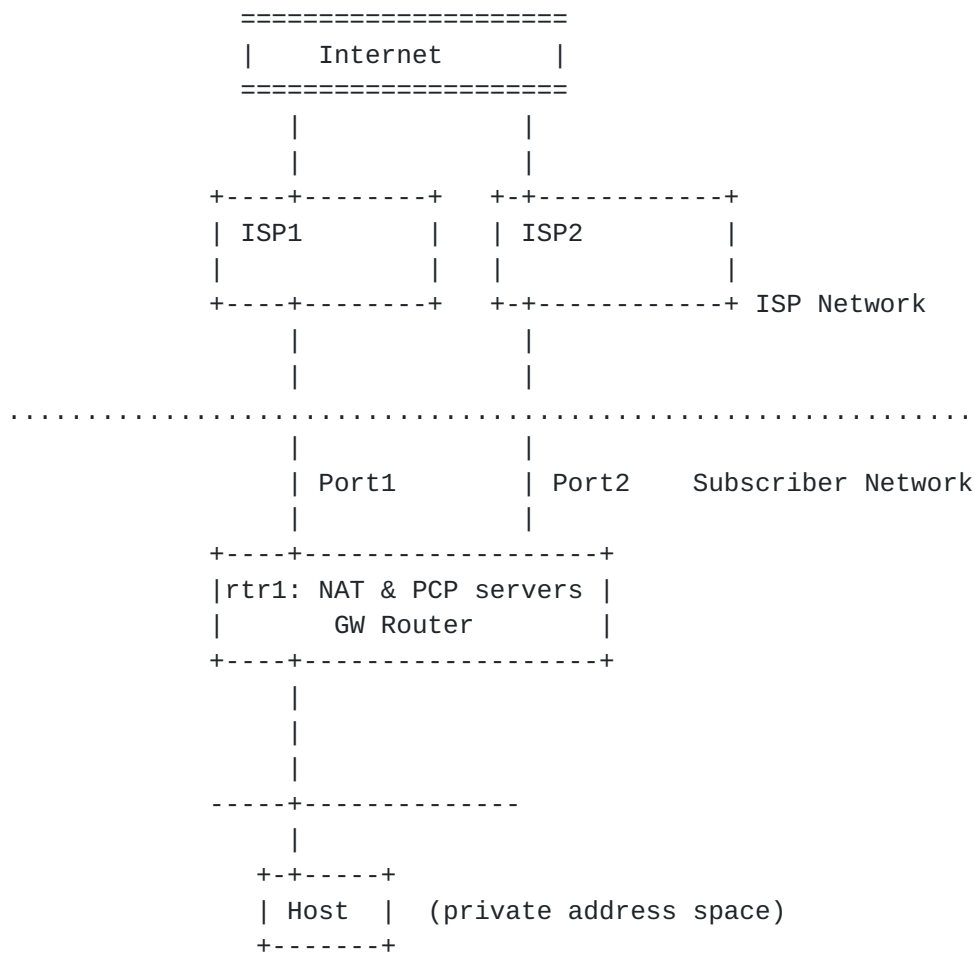 Internet
ISP1 ISP2
ISP Network
Port1 Port2 Subscriber Network
rtr1: NAT & PCP servers
GW Router
Host (private address space)